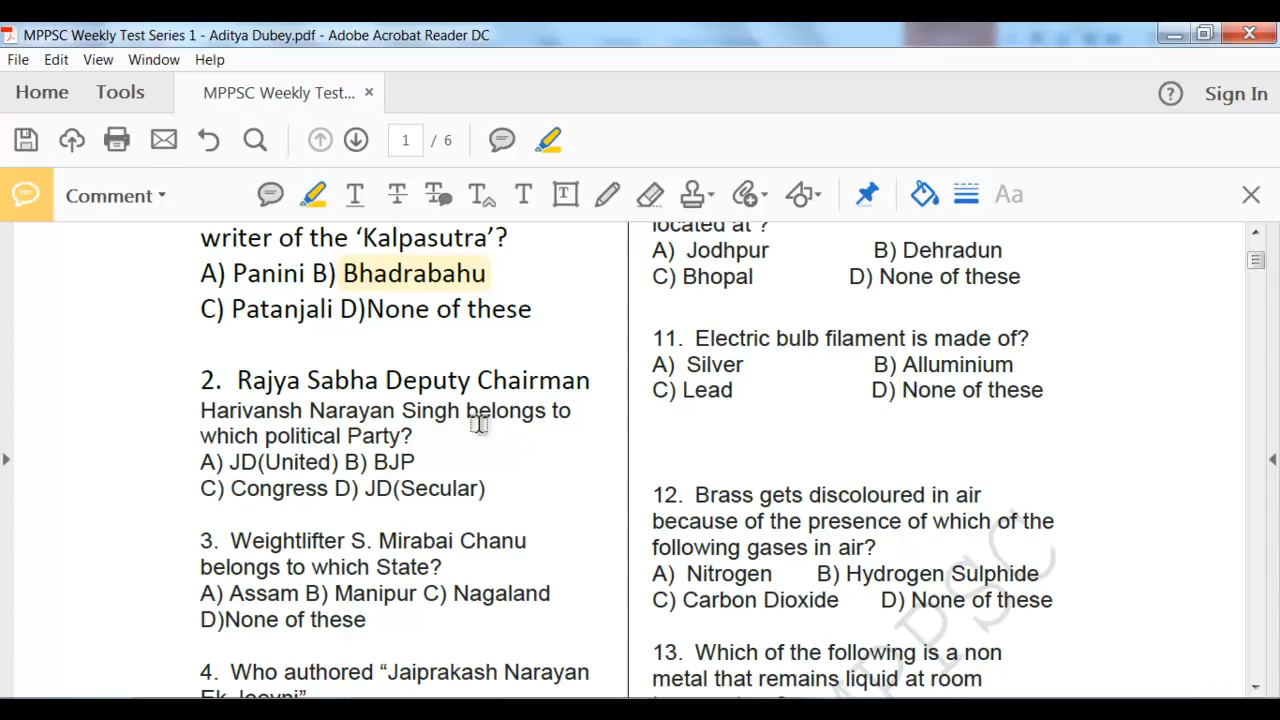 MPPSC Weekly Test Series 1 - Aditya Dubey.pdf - Adobe Acrobat Reader DC
File Edit View Window Help
Home Tools MPPSC Weekly Test... × ? Sign In
1 / 6
Comment Aa
writer of the ‘Kalpasutra’?
A) Panini B) Bhadrabahu
C) Patanjali D)None of these
2. Rajya Sabha Deputy Chairman
Harivansh Narayan Singh belongs to
which political Party?
A) JD(United) B) BJP
C) Congress D) JD(Secular)
3. Weightlifter S. Mirabai Chanu
belongs to which State?
A) Assam B) Manipur C) Nagaland
D)None of these
4. Who authored “Jaiprakash Narayan
Ek Jeevni”
located at ?
A) Jodhpur B) Dehradun
C) Bhopal D) None of these
11. Electric bulb filament is made of?
A) Silver B) Alluminium
C) Lead D) None of these
12. Brass gets discoloured in air
because of the presence of which of the
following gases in air?
A) Nitrogen B) Hydrogen Sulphide
C) Carbon Dioxide D) None of these
13. Which of the following is a non
metal that remains liquid at room
MPPSC